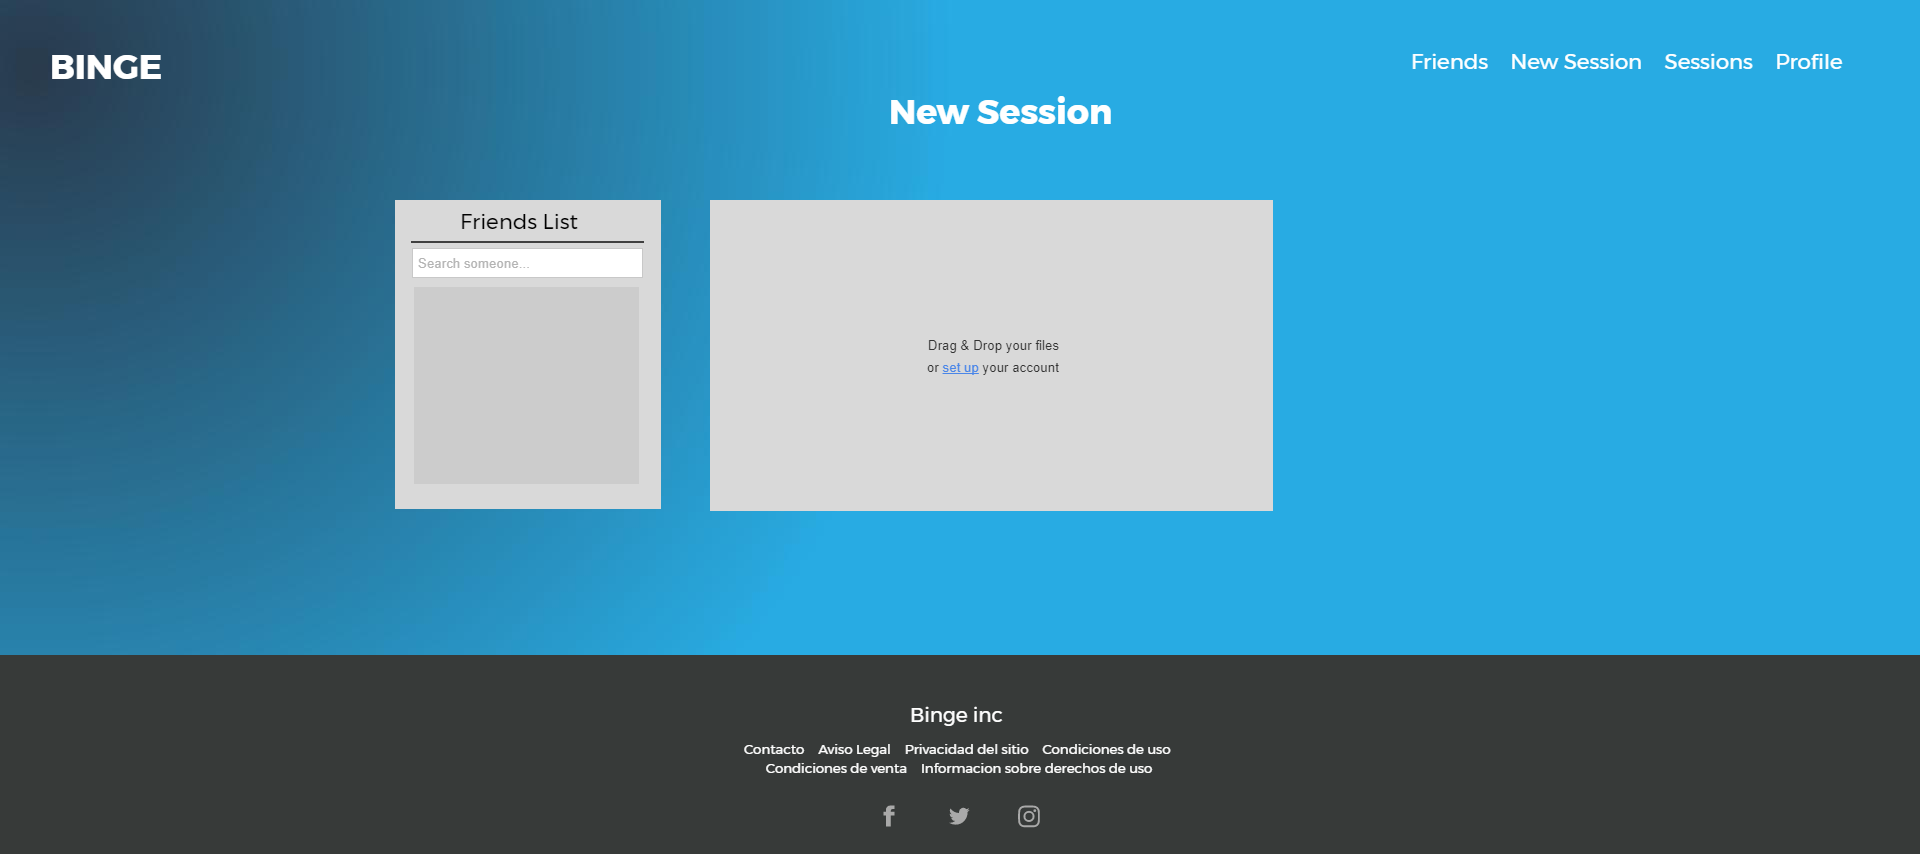 BINGE
Friends New Session Sessions Profile
New Session
Friends List
Search someone...
Drag & Drop your files
or set up your account
Binge inc
Contacto Aviso Legal Privacidad del sitio Condiciones de uso
Condiciones de venta Informacion sobre derechos de uso